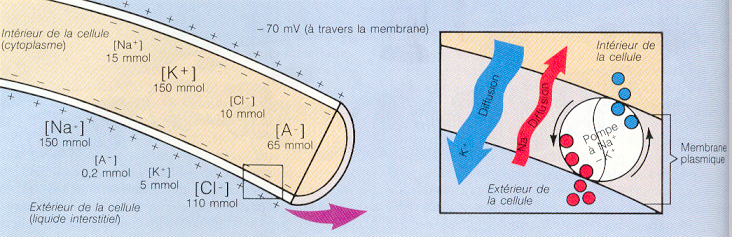 Intérieur de la cellule
(cytoplasme)
[Na⁺]
15 mmol
[K+]
150 mmol
[Cl⁻]
10 mmol
[A-]
65 mmol
– 70 mV (à travers la membrane)
[Na-]
150 mmol
[A⁻]
0,2 mmol
[K⁺]
5 mmol
[Cl-]
110 mmol
Extérieur de la cellule
(liquide interstitiel)
Intérieur de
la cellule
K⁺ Diffusion
Na⁺ Diffusion
Pompe
à Na⁺
– K⁺
Membrane
plasmique
Extérieur de
la cellule